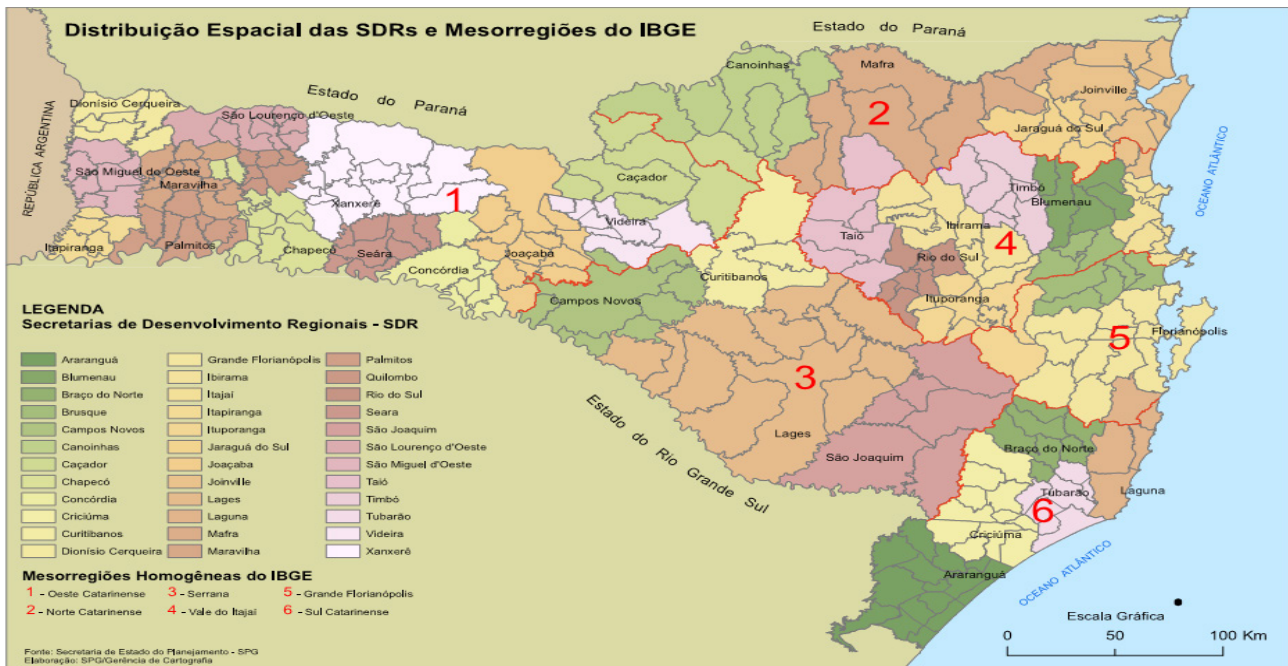 Distribuição Espacial das SDRs e Mesorregiões do IBGE
Estado do Paraná
Estado do Paraná
REPÚBLICA ARGENTINA
OCEANO ATLÂNTICO
Canoinhas
Mafra
2
Joinville
Jaraguá do Sul
Dionísio Cerqueira
São Lourenço d'Oeste
São Miguel do Oeste
Maravilha
Caçador
Timbó
Blumenau
1
Xanxerê
Videira
Taió
Ibirama
4
Rio do Sul
Itapiranga
Palmitos
Chapecó
Seára
Joaçaba
Concórdia
Curitibanos
Campos Novos
Ituporanga
5
Florianópolis
3
Lages
São Joaquim
Braço do Norte
Tubarão
Laguna
6
Criciúma
Araranguá
Estado do Rio Grande Sul
OCEANO ATLÂNTICO
LEGENDA
Secretarias de Desenvolvimento Regionais - SDR
Araranguá
Blumenau
Braço do Norte
Brusque
Campos Novos
Canoinhas
Caçador
Chapecó
Concórdia
Criciúma
Curitibanos
Dionísio Cerqueira
Grande Florianópolis
Ibirama
Itajaí
Itapiranga
Ituporanga
Jaraguá do Sul
Joaçaba
Joinville
Lages
Laguna
Mafra
Maravilha
Palmitos
Quilombo
Rio do Sul
Seara
São Joaquim
São Lourenço d'Oeste
São Miguel d'Oeste
Taió
Timbó
Tubarão
Videira
Xanxerê
Mesorregiões Homogêneas do IBGE
1 - Oeste Catarinense
2 - Norte Catarinense
3 - Serrana
4 - Vale do Itajaí
5 - Grande Florianópolis
6 - Sul Catarinense
Fonte: Secretaria de Estado do Planejamento - SPG
Elaboração: SPG/Gerência de Cartografia
Escala Gráfica
0 50 100 Km